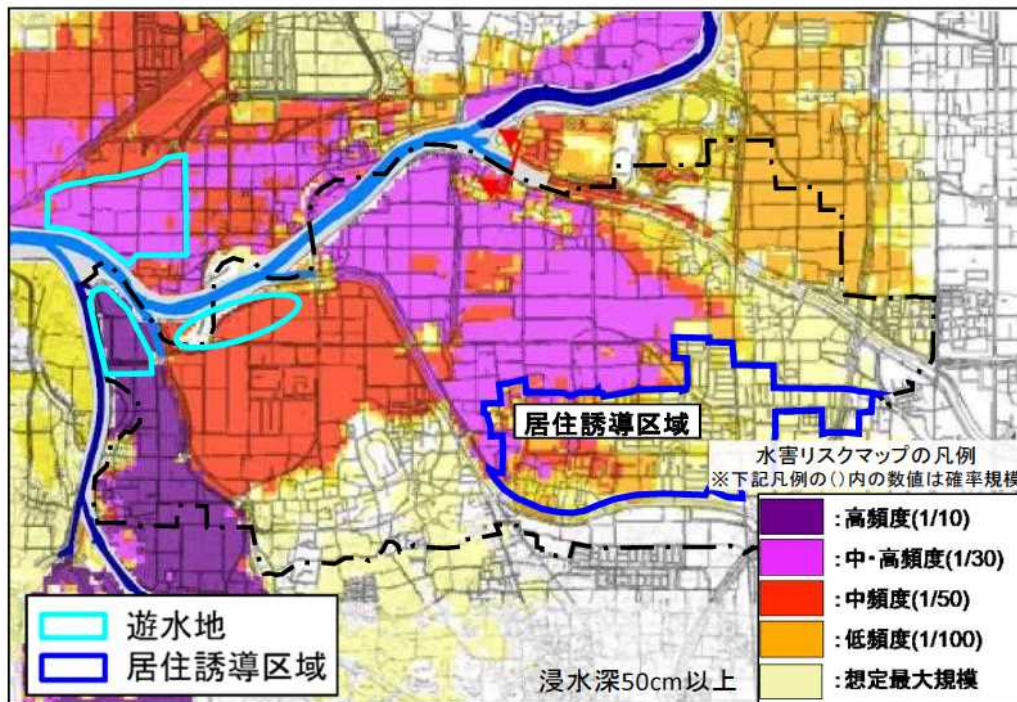 居住誘導区域
水害リスクマップの凡例
※下記凡例の()内の数値は確率規模
:高頻度(1/10)
:中・高頻度(1/30)
:中頻度(1/50)
:低頻度(1/100)
:想定最大規模
遊水地
居住誘導区域
浸水深50cm以上